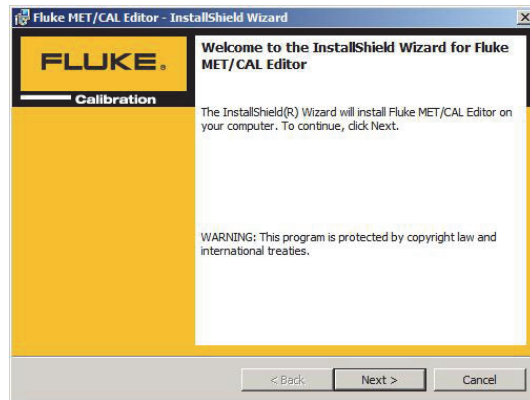 Fluke MET/CAL Editor - InstallShield Wizard
FLUKE®
Calibration
Welcome to the InstallShield Wizard for Fluke
MET/CAL Editor
The InstallShield(R) Wizard will install Fluke MET/CAL Editor on
your computer. To continue, click Next.
WARNING: This program is protected by copyright law and
international treaties.
< Back
Next >
Cancel